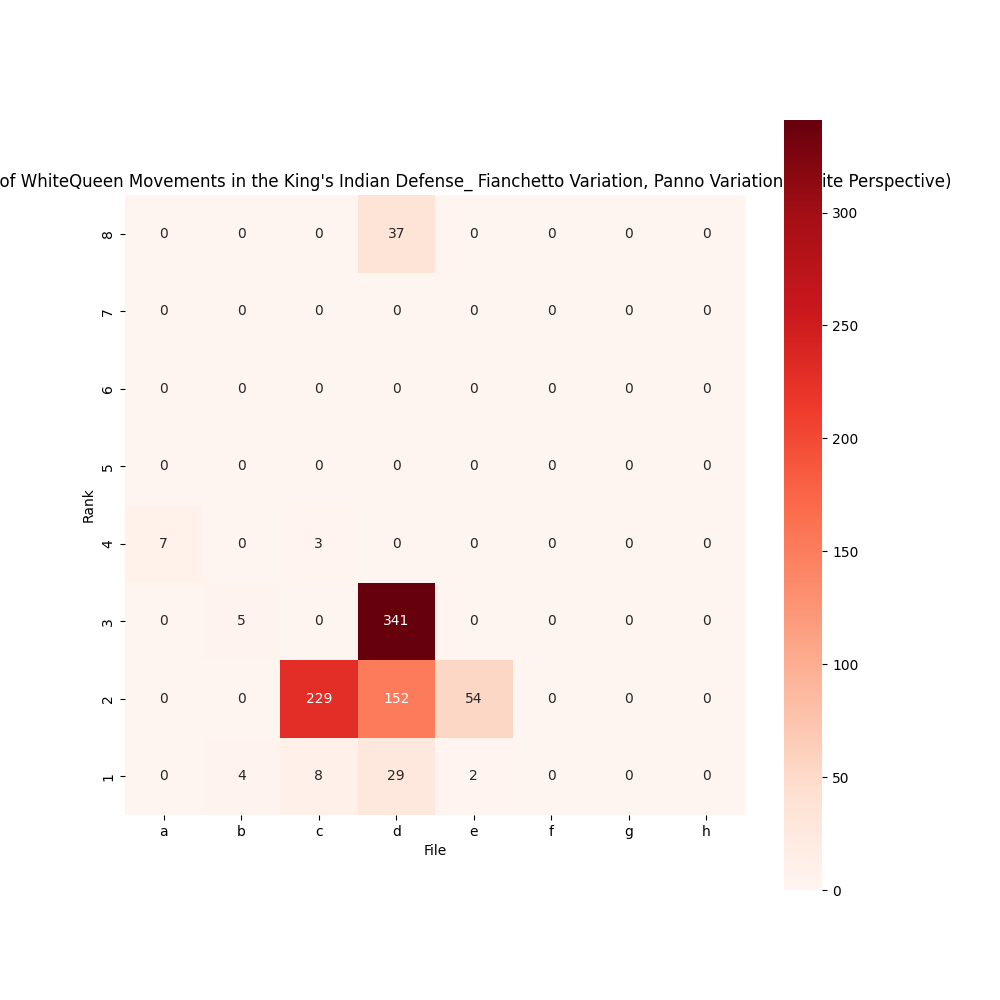 of WhiteQueen Movements in the King's Indian Defense_ Fianchetto Variation, Panno Variation Perspective)
8 0 0 0 37 0 0 0 0
7 0 0 0 0 0 0 0 0
6 0 0 0 0 0 0 0 0
5 0 0 0 0 0 0 0 0
4 7 0 3 0 0 0 0 0
3 0 5 0 341 0 0 0 0
2 0 0 229 152 54 0 0 0
1 0 4 8 29 2 0 0 0
a b c d e f g h
File
Rank
300
250
200
150
100
50
0